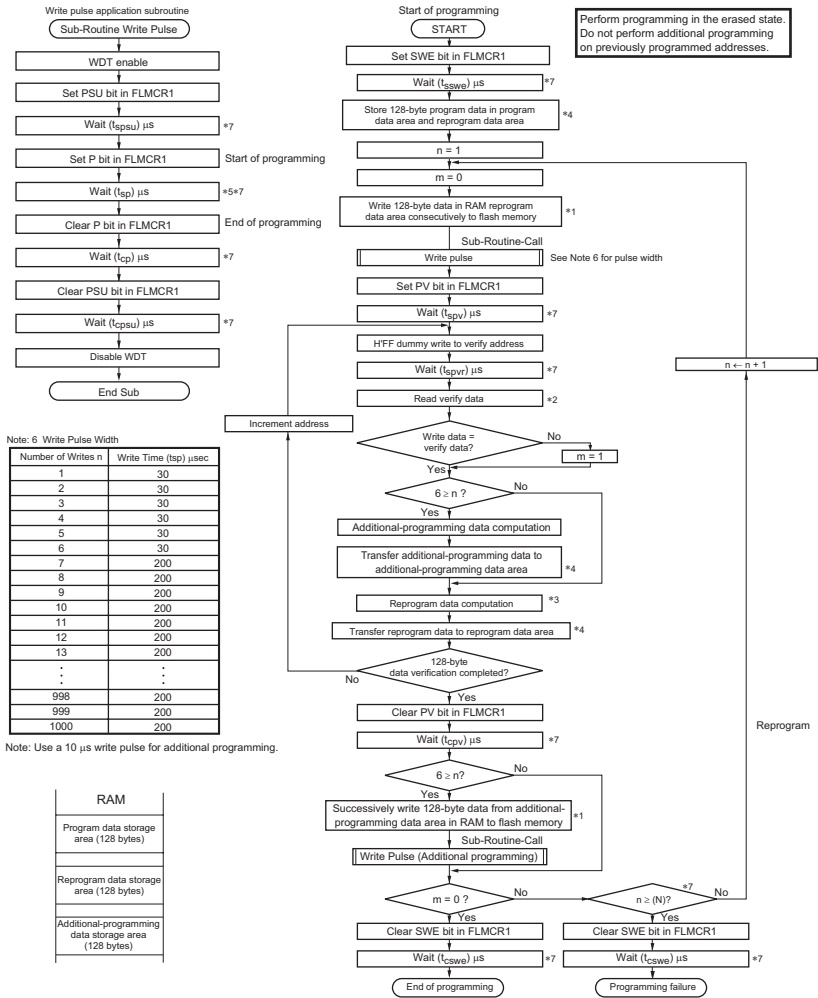 Write pulse application subroutine
Sub-Routine Write Pulse
WDT enable
Set PSU bit in FLMCR1
Wait (tspsu) μs
*7
Set P bit in FLMCR1
Start of programming
Wait (tsp) μs
*5*7
Clear P bit in FLMCR1
End of programming
Wait (tcp) μs
*7
Clear PSU bit in FLMCR1
Wait (tcpsu) μs
*7
Disable WDT
End Sub
Note: 6 Write Pulse Width
Number of Writes n Write Time (tsp) μsec
1 30
2 30
3 30
4 30
5 30
6 30
7 200
8 200
9 200
10 200
11 200
12 200
13 200
998 200
999 200
1000 200
Note: Use a 10 μs write pulse for additional programming.
RAM
Program data storage
area (128 bytes)
Reprogram data storage
area (128 bytes)
Additional-programming
data storage area
(128 bytes)
Start of programming
START
Set SWE bit in FLMCR1
Wait (tsswe) μs
*7
Store 128-byte program data in program
data area and reprogram data area
*4
n = 1
m = 0
Write 128-byte data in RAM reprogram
data area consecutively to flash memory
*1
Sub-Routine-Call
Write pulse
See Note 6 for pulse width
Set PV bit in FLMCR1
Wait (tspv) μs
*7
H'FF dummy write to verify address
Wait (tspvr) μs
*7
Read verify data
*2
Increment address
Write data =
verify data?
No
m = 1
Yes
6 ≥ n ?
No
Yes
Additional-programming data computation
Transfer additional-programming data to
additional-programming data area
*4
Reprogram data computation
*3
Transfer reprogram data to reprogram data area
*4
128-byte
data verification completed?
No
Yes
Clear PV bit in FLMCR1
Wait (tcpv) μs
*7
6 ≥ n?
No
Yes
Successively write 128-byte data from additional-
programming data area in RAM to flash memory
*1
Sub-Routine-Call
Write Pulse (Additional programming)
m = 0 ?
No
Yes
Clear SWE bit in FLMCR1
Wait (tcswe) μs
*7
End of programming
n ≥ (N)?
*7
No
Yes
Clear SWE bit in FLMCR1
Wait (tcswe) μs
*7
Programming failure
n ← n + 1
Reprogram
Perform programming in the erased state.
Do not perform additional programming
on previously programmed addresses.